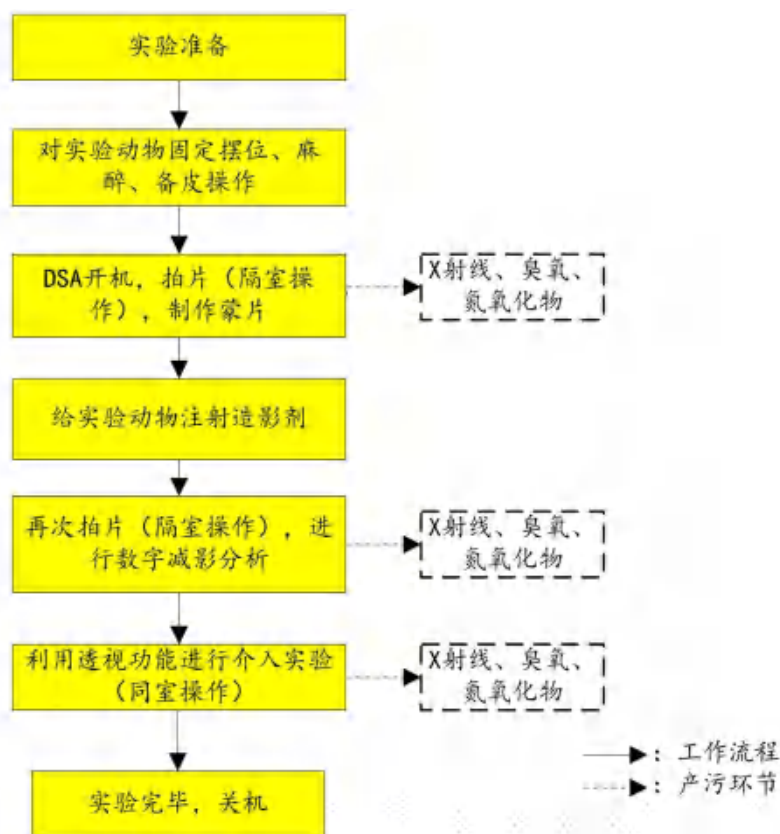 实验准备
对实验动物固定摆位、麻
醉、备皮操作
DSA开机，拍片（隔室操
作），制作蒙片
X射线、臭氧、
氮氧化物
给实验动物注射造影剂
再次拍片（隔室操作），进
行数字减影分析
X射线、臭氧、
氮氧化物
利用透视功能进行介入实验
（同室操作）
X射线、臭氧、
氮氧化物
实验完毕，关机
：工作流程
：产污环节